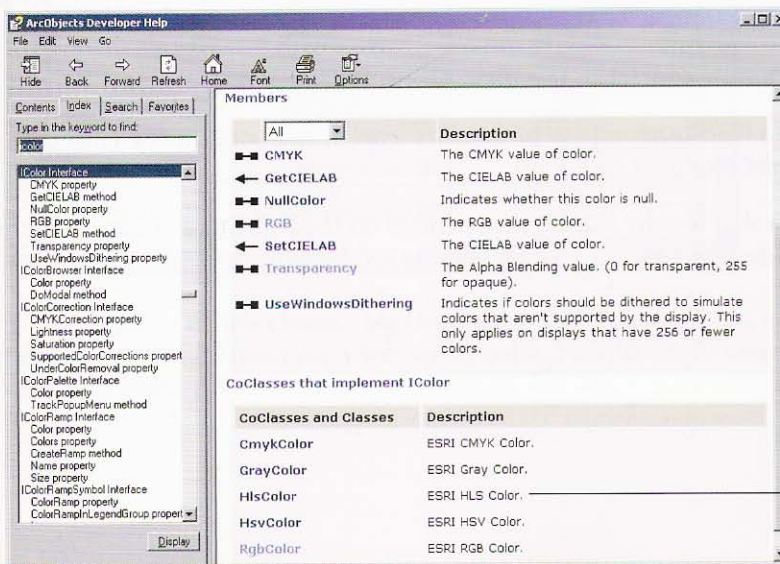 ArcObjects Developer Help
File Edit View Go
Hide Back Forward Refresh Home Font Print Options
Contents Index Search Favorites
Type in the keyword to find:
icolor
IColor Interface
CMYK property
GetCIELAB method
NullColor property
RGB property
SetCIELAB method
Transparency property
UseWindowsDithering property
IColorBrowser Interface
Color property
DoModal method
IColorCorrection Interface
CMYKCorrection property
Lightness property
Saturation property
SupportedColorCorrections propert
UnderColorRemoval property
IColorPalette Interface
Color property
TrackPopupMenu method
IColorRamp Interface
Color property
Colors property
CreateRamp method
Name property
Size property
IColorRampSymbol Interface
ColorRamp property
ColorRampInLegendGroup propert
Display
Members
All Description
CMYK The CMYK value of color.
GetCIELAB The CIELAB value of color.
NullColor Indicates whether this color is null.
RGB The RGB value of color.
SetCIELAB The CIELAB value of color.
Transparency The Alpha Blending value. (0 for transparent, 255
for opaque).
UseWindowsDithering Indicates if colors should be dithered to simulate
colors that aren't supported by the display. This
only applies on displays that have 256 or fewer
colors.
CoClasses that implement IColor
CoClasses and Classes Description
CmykColor ESRI CMYK Color.
GrayColor ESRI Gray Color.
HlsColor ESRI HLS Color.
HsvColor ESRI HSV Color.
RgbColor ESRI RGB Color.